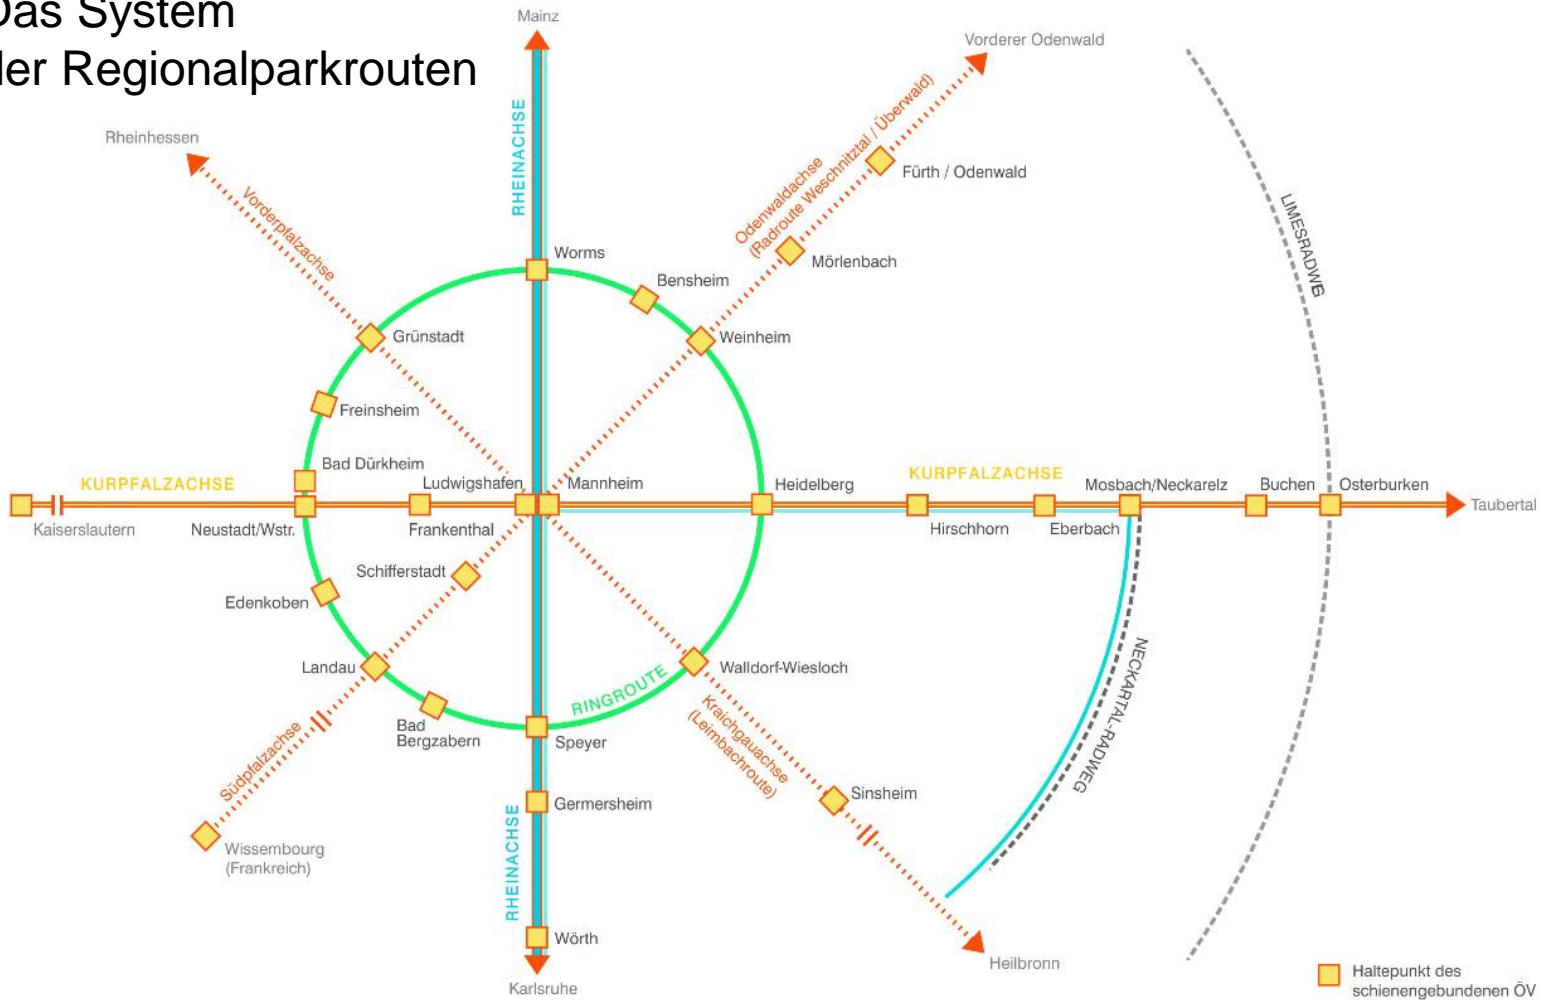 Das System
der Regionalparkrouten
Mainz
Vorderer Odenwald
Rheinhessen
RHEINACHSE
Odenwaldachse
(Radroute Weschnitztal / Überwald)
Fürth / Odenwald
Vorderpfalzachse
LIMESRADWEG
Worms
Mörlenbach
Bensheim
Grünstadt
Weinheim
Freinsheim
Bad Dürkheim
KURPFALZACHSE
Ludwigshafen
Mannheim
Heidelberg
KURPFALZACHSE
Mosbach/Neckarelz
Buchen
Osterburken
Taubertal
Kaiserslautern
Neustadt/Wstr.
Frankenthal
Hirschhorn
Eberbach
Schifferstadt
Edenkoben
Landau
RINGROUTE
Walldorf-Wiesloch
NECKARTAL-RADWEG
Bad
Bergzabern
Speyer
Kraichgauachse
(Leimbachroute)
Südpfalzachse
Germersheim
Sinsheim
Wissembourg
(Frankreich)
RHEINACHSE
Wörth
Heilbronn
Karlsruhe
Haltepunkt des
schienengebundenen ÖV